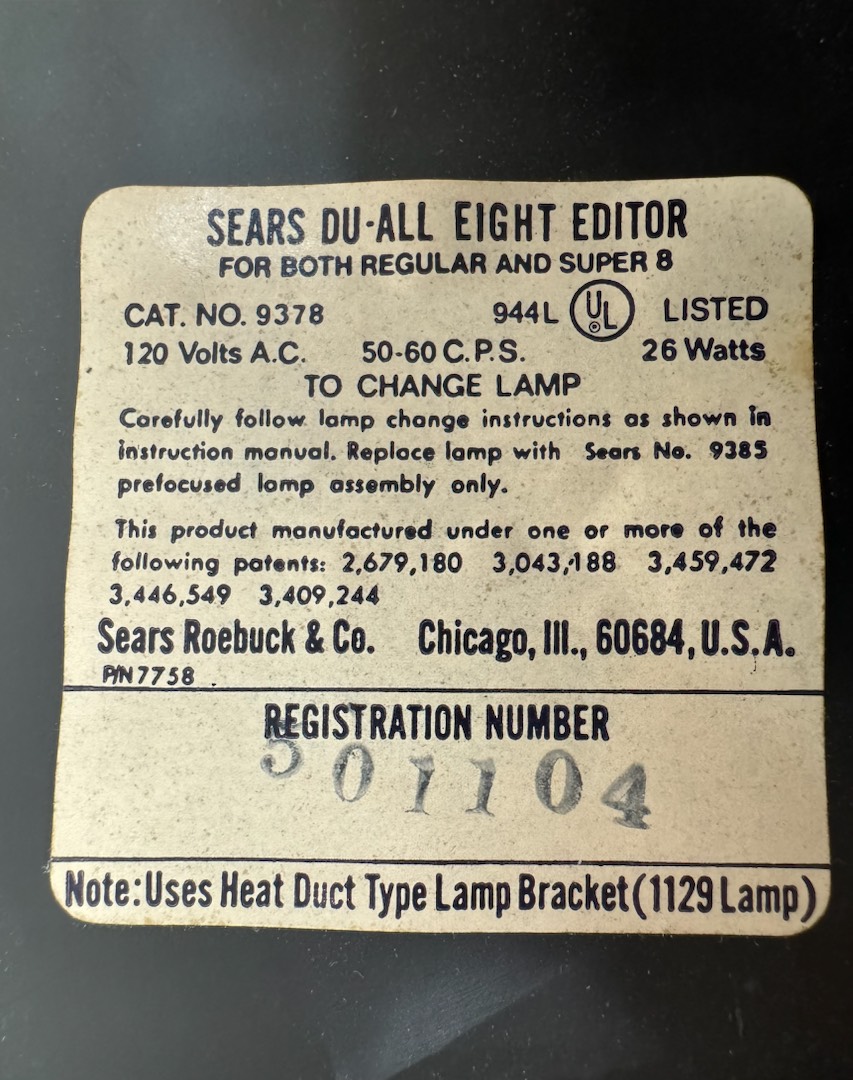 SEARS DU-ALL EIGHT EDITOR
FOR BOTH REGULAR AND SUPER 8
CAT. NO. 9378 944L UL LISTED
120 Volts A.C. 50-60 C.P.S. 26 Watts
TO CHANGE LAMP
Carefully follow lamp change instructions as shown in
instruction manual. Replace lamp with Sears No. 9385
prefocused lamp assembly only.
This product manufactured under one or more of the
following patents: 2,679,180 3,043,188 3,459,472
3,446,549 3,409,244
Sears Roebuck & Co. Chicago, Ill., 60684, U.S.A.
P/N 7758
REGISTRATION NUMBER
501104
Note: Uses Heat Duct Type Lamp Bracket (1129 Lamp)